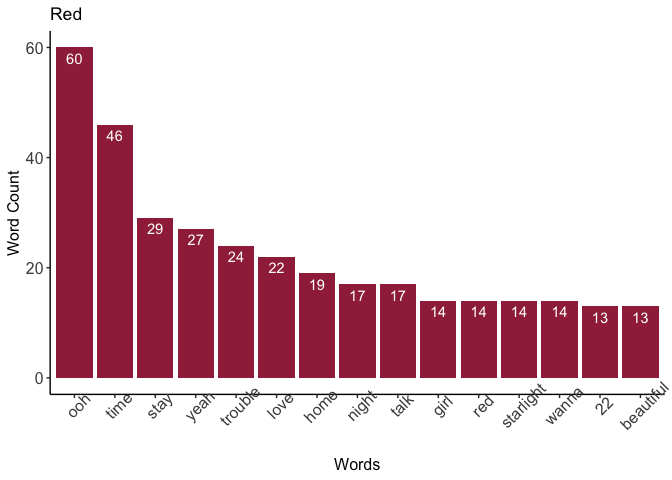 Red
Word Count
60
40
20
0
60
46
29
27
24
22
19
17
17
14
14
14
14
13
13
ooh
time
stay
yeah
trouble
love
home
night
talk
girl
red
starlight
wanna
22
beautiful
Words